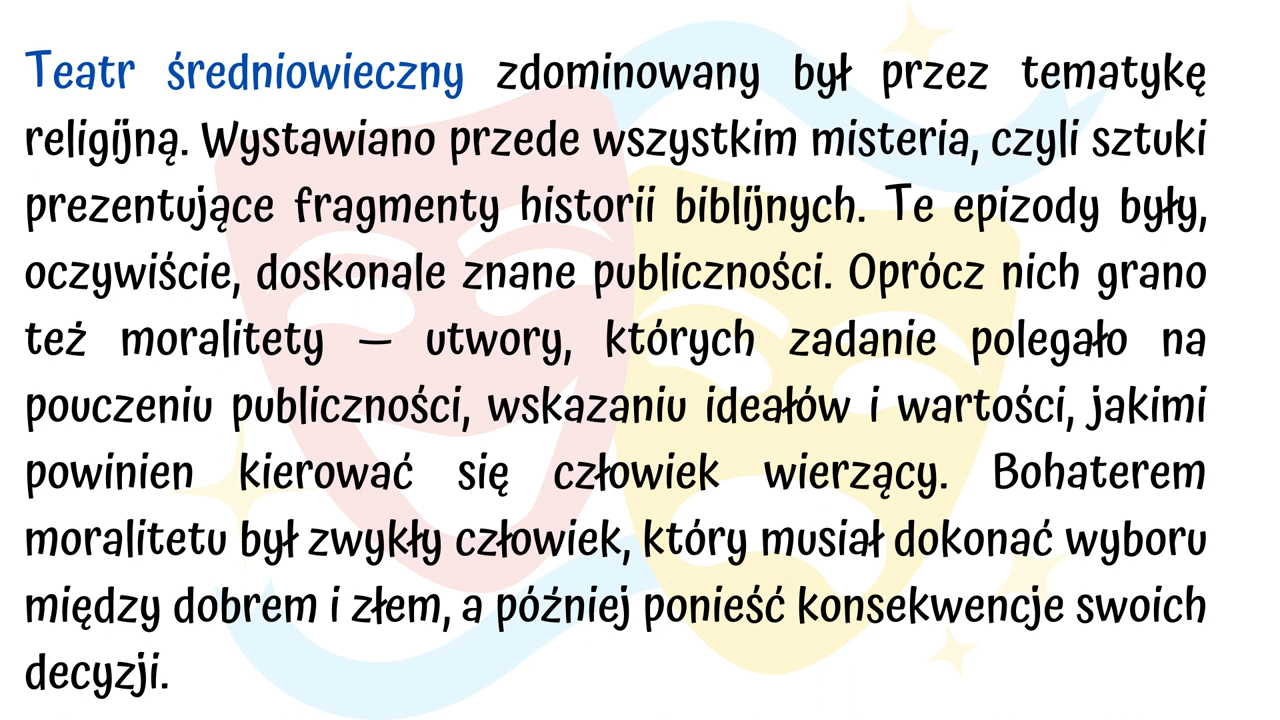 Teatr średniowieczny zdominowany był przez tematykę
religijną. Wystawiano przede wszystkim misteria, czyli sztuki
prezentujące fragmenty historii biblijnych. Te epizody były,
oczywiście, doskonale znane publiczności. Oprócz nich grano
też moralitety — utwory, których zadanie polegało na
pouczeniu publiczności, wskazaniu ideałów i wartości, jakimi
powinien kierować się człowiek wierzący. Bohaterem
moralitetu był zwykły człowiek, który musiał dokonać wyboru
między dobrem i złem, a później ponieść konsekwencje swoich
decyzji.